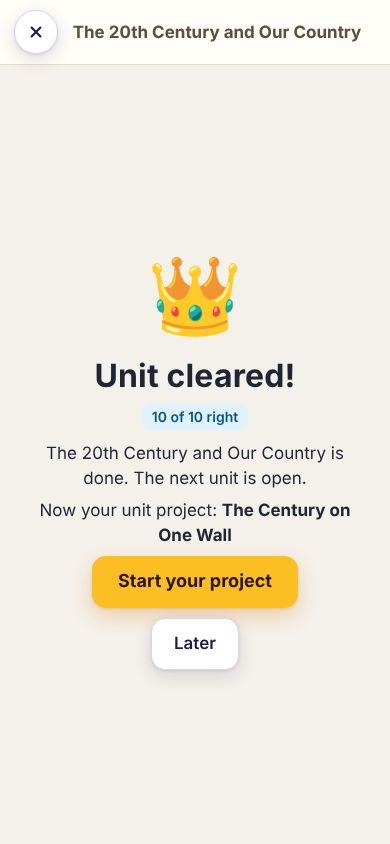 The 20th Century and Our Country
Unit cleared!
10 of 10 right
The 20th Century and Our Country is
done. The next unit is open.
Now your unit project: The Century on
One Wall
Start your project
Later